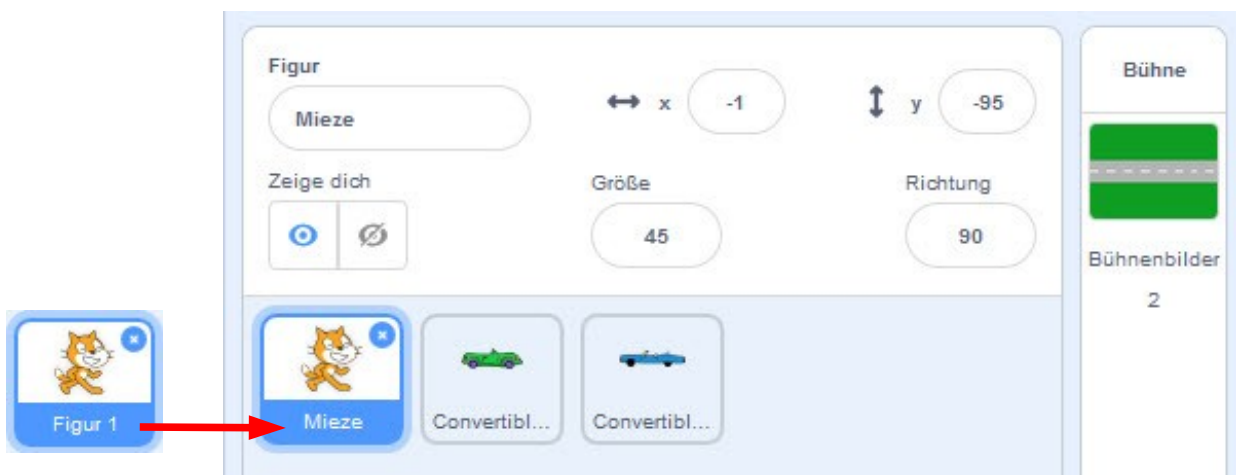 Figur
Mieze
x -1
y -95
Bühne
Zeige dich
Größe
Richtung
45
90
Bühnenbilder
2
Figur 1
Mieze
Convertibl...
Convertibl...